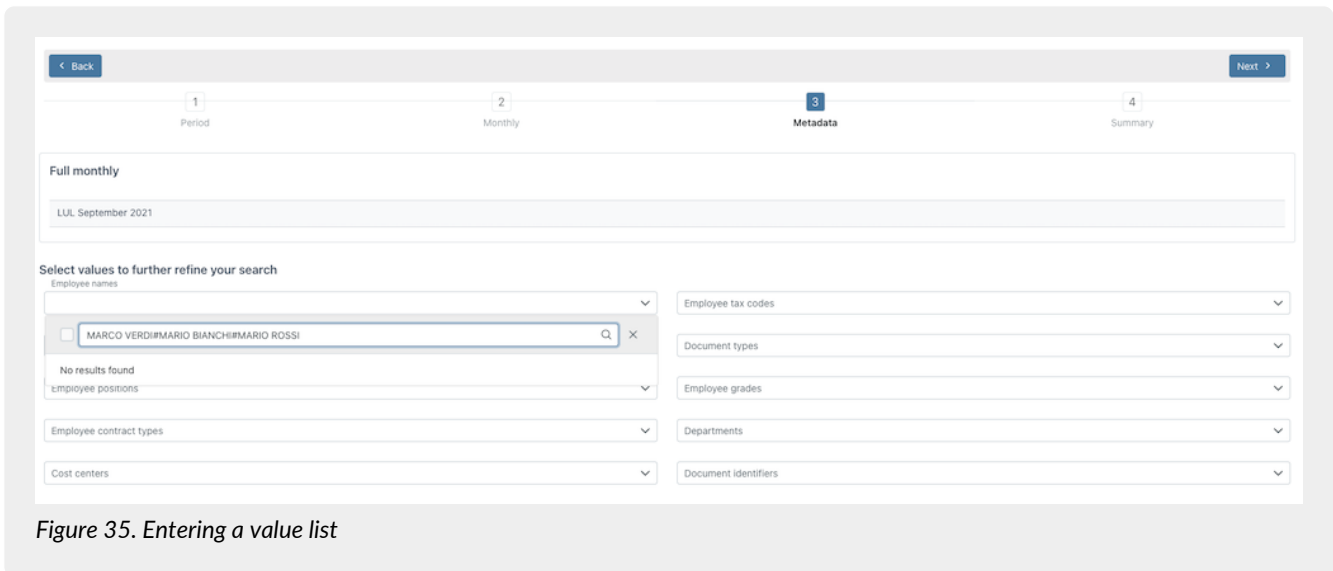 Back
Next
1
2
3
4
Period
Monthly
Metadata
Summary
Full monthly
LUL September 2021
Select values to further refine your search
Employee names
Employee tax codes
MARCO VERDI#MARIO BIANCHI#MARIO ROSSI
Document types
No results found
Employee positions
Employee grades
Employee contract types
Departments
Cost centers
Document identifiers
Figure 35. Entering a value list